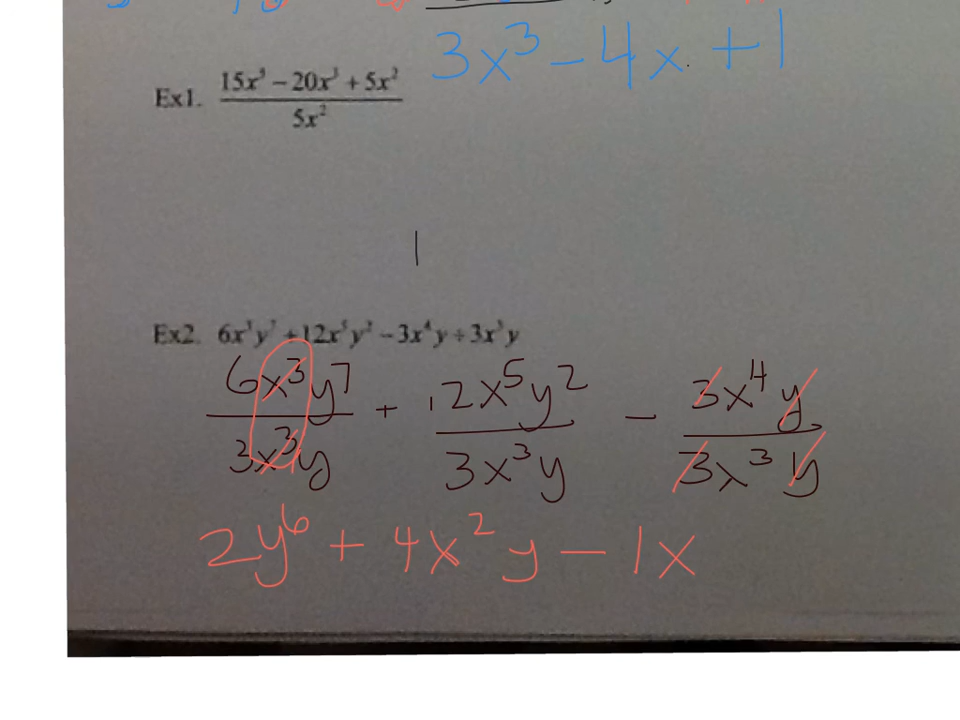 3x³ - 4x + 1
Ex1. (15x⁵ - 20x³ + 5x²)/(5x²)
Ex2. 6x³y⁷ + 12x⁵y² - 3x⁴y ÷ 3x³y
6x³y⁷/3x³y + 12x⁵y²/3x³y - 3x⁴y/3x³y
2y⁶ + 4x²y - 1x